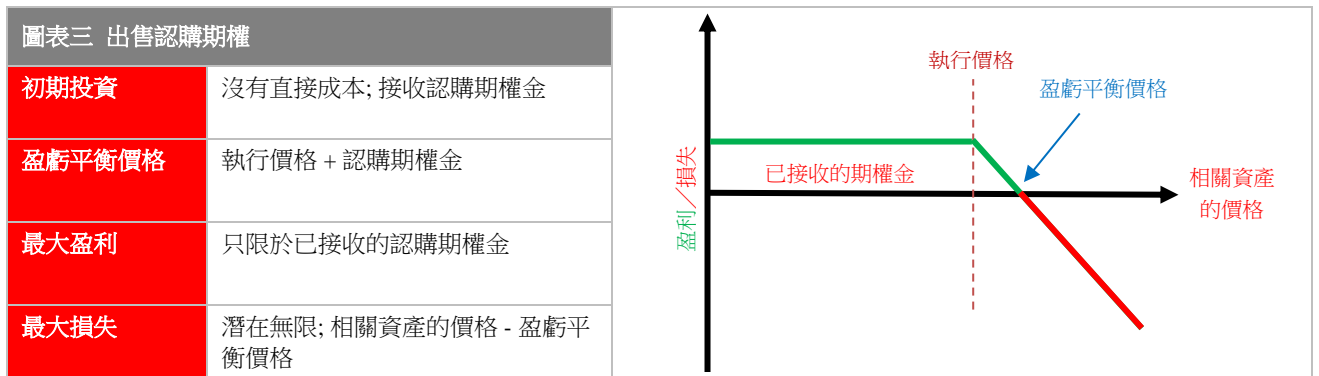 圖表三 出售認購期權
初期投資
沒有直接成本; 接收認購期權金
盈虧平衡價格
執行價格 + 認購期權金
最大盈利
只限於已接收的認購期權金
最大損失
潛在無限; 相關資產的價格 - 盈虧平
衡價格
執行價格
盈虧平衡價格
已接收的期權金
相關資產
的價格
盈利／損失